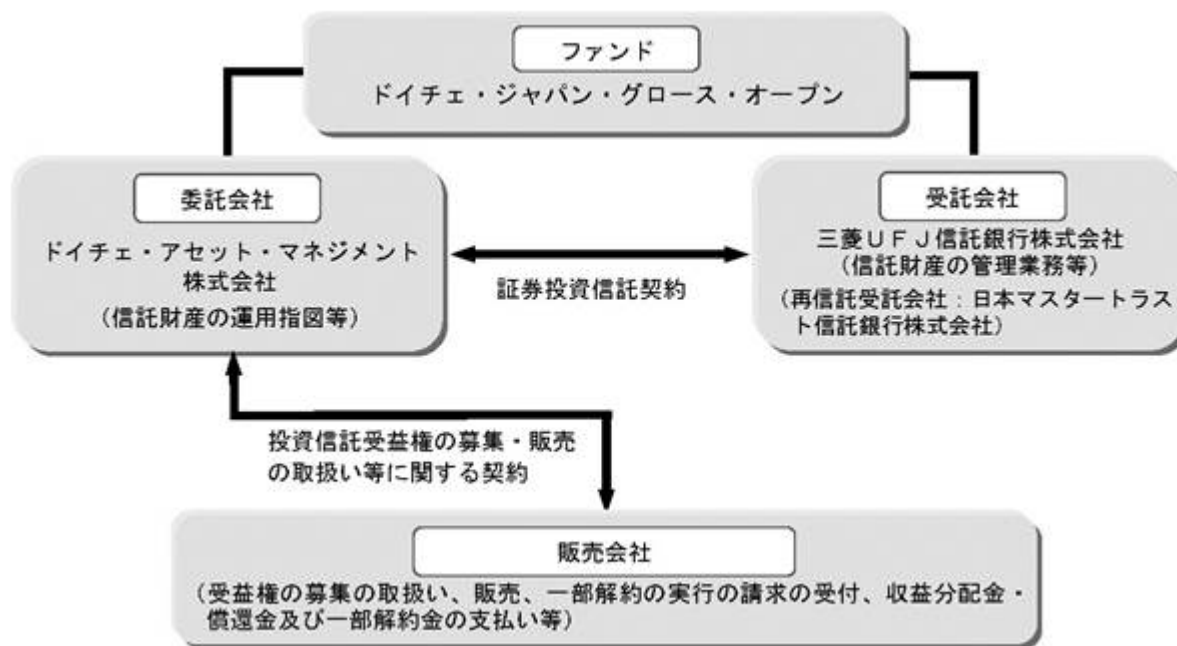 ファンド
ドイチェ・ジャパン・グロース・オープン
委託会社
ドイチェ・アセット・マネジメント
株式会社
（信託財産の運用指図等）
証券投資信託契約
受託会社
三菱ＵＦＪ信託銀行株式会社
（信託財産の管理業務等）
（再信託受託会社：日本マスタートラス
ト信託銀行株式会社）
投資信託受益権の募集・販売
の取扱い等に関する契約
販売会社
（受益権の募集の取扱い、販売、一部解約の実行の請求の受付、収益分配金・
償還金及び一部解約金の支払い等）